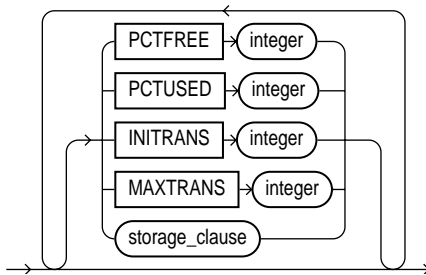 PCTFREE integer
PCTUSED integer
INITRANS integer
MAXTRANS integer
storage_clause